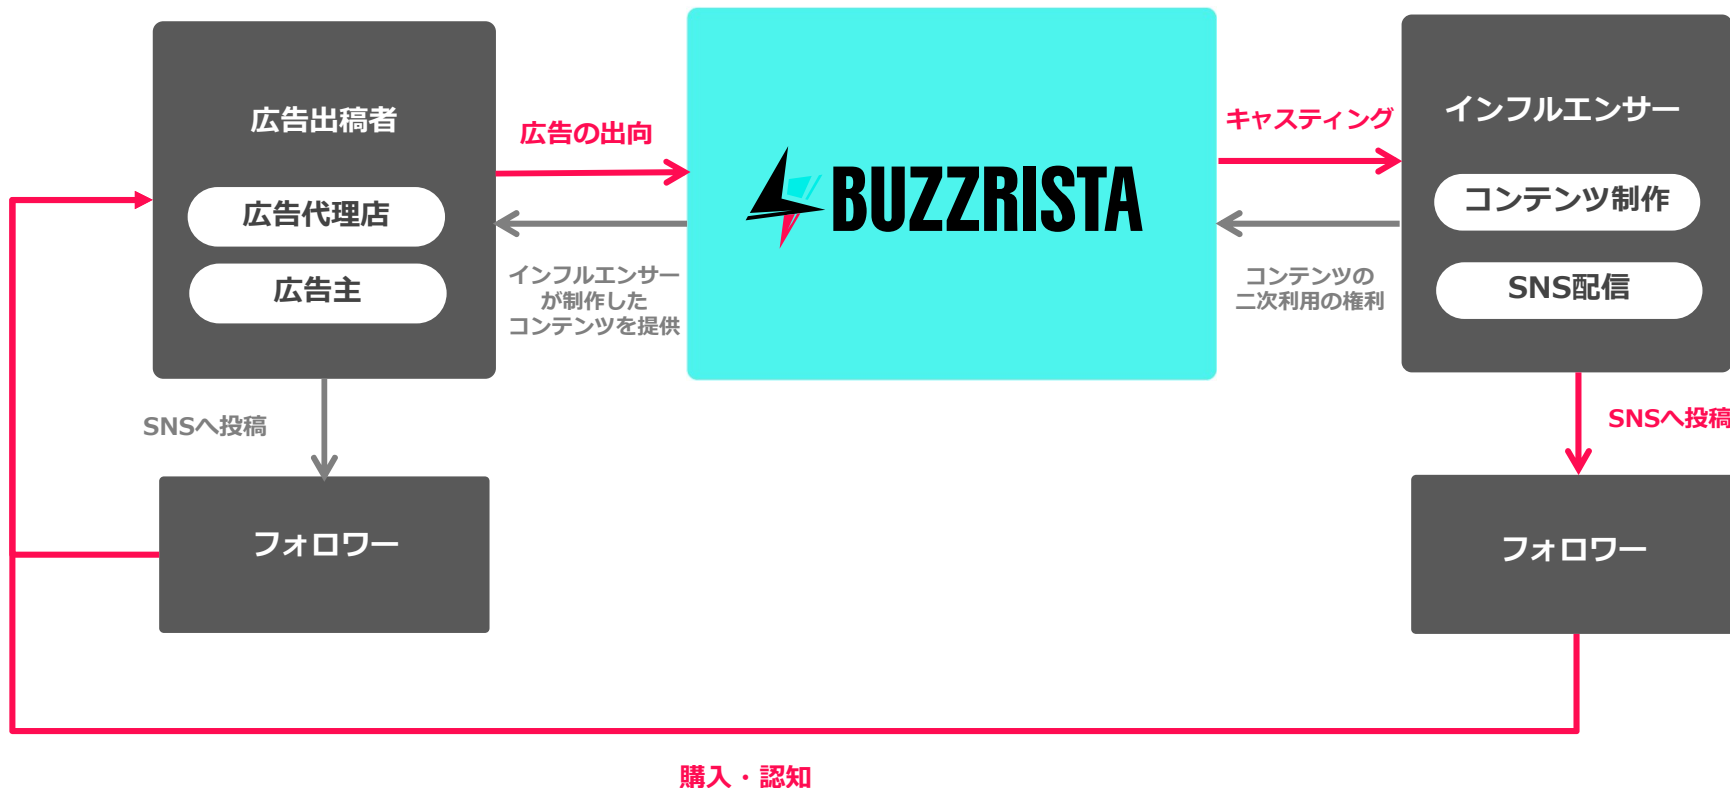 広告出稿者
広告代理店
広告主
広告の出向
インフルエンサー
が制作した
コンテンツを提供
BUZZRISTA
キャスティング
コンテンツの
二次利用の権利
インフルエンサー
コンテンツ制作
SNS配信
SNSへ投稿
SNSへ投稿
フォロワー
フォロワー
購入・認知